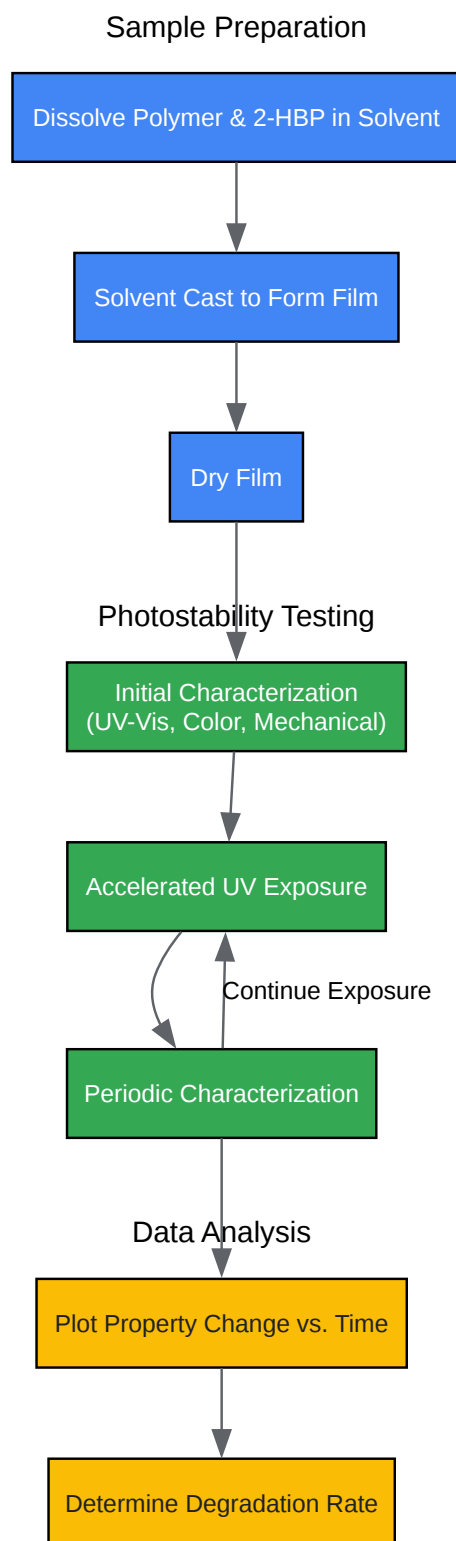 Sample Preparation
Dissolve Polymer & 2-HBP in Solvent
Solvent Cast to Form Film
Dry Film
Photostability Testing
Initial Characterization
(UV-Vis, Color, Mechanical)
Accelerated UV Exposure
Continue Exposure
Periodic Characterization
Data Analysis
Plot Property Change vs. Time
Determine Degradation Rate